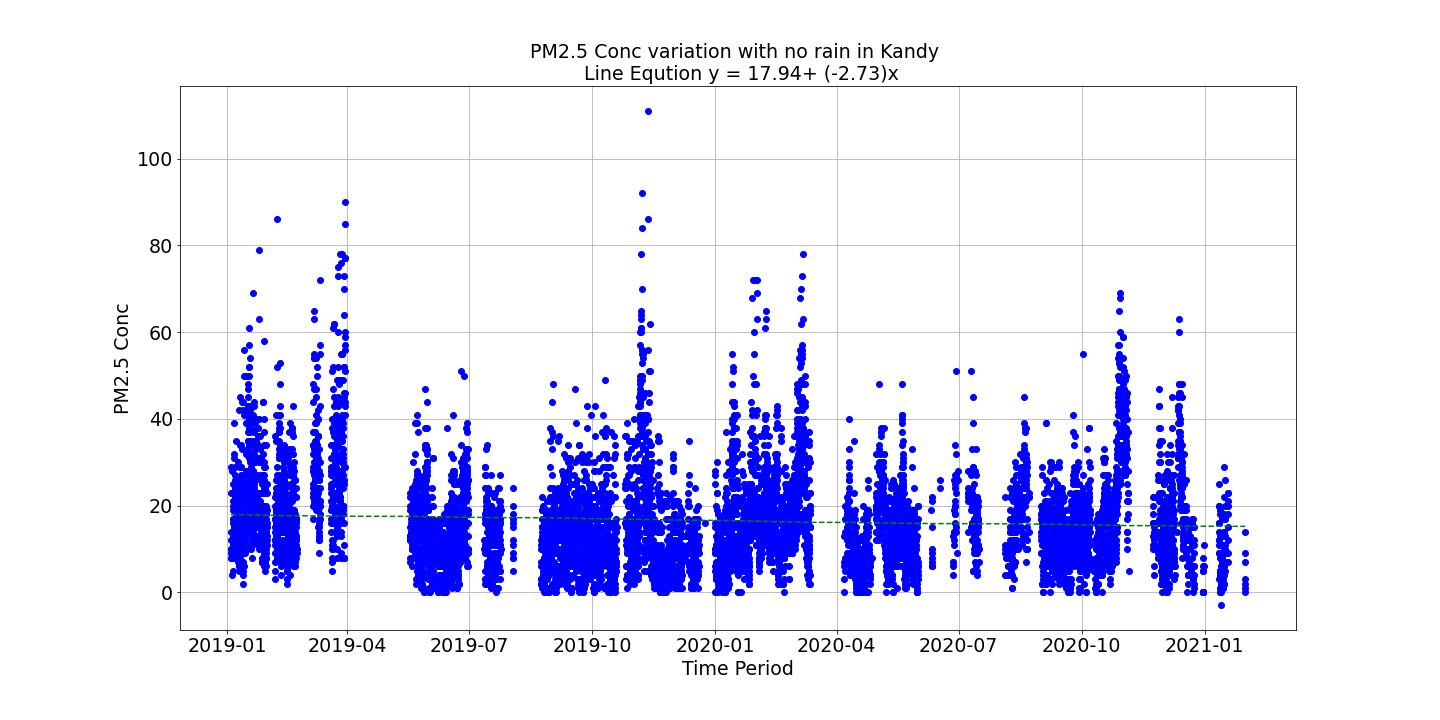 PM2.5 Conc variation with no rain in Kandy
Line Eqution y = 17.94+ (-2.73)x
PM2.5 Conc
100
80
60
40
20
0
2019-01 2019-04 2019-07 2019-10 2020-01 2020-04 2020-07 2020-10 2021-01
Time Period